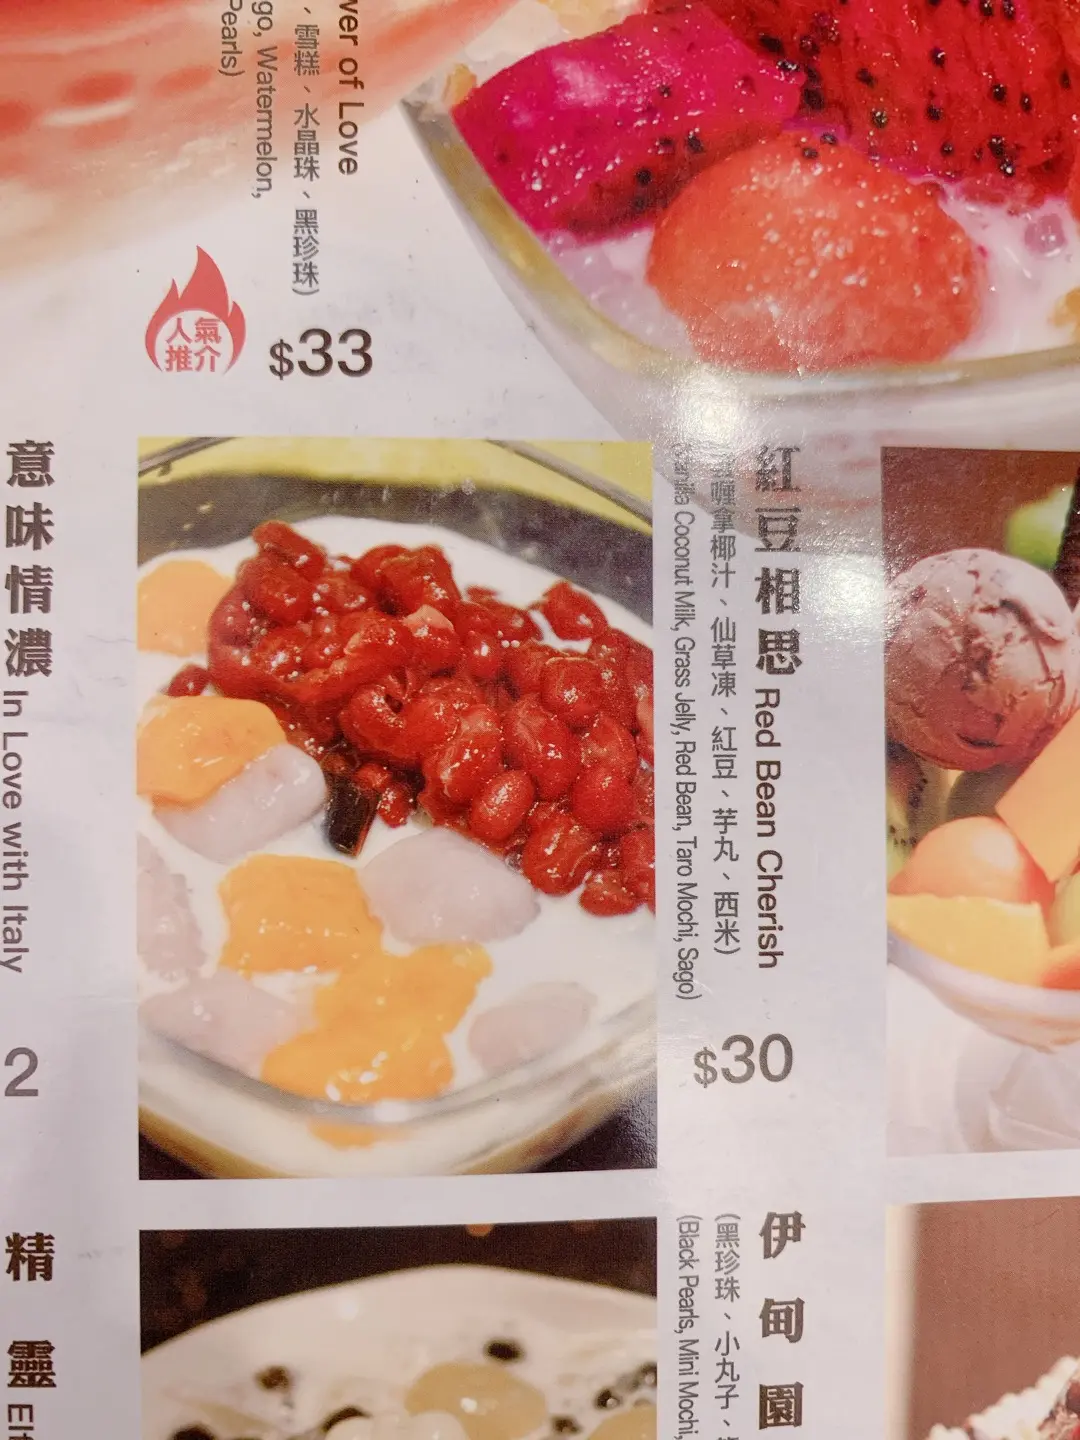 ver of Love
、雪糕、水晶珠、黑珍珠)
go, Watermelon,
Pearls)
人氣
推介
$33
紅豆相思 Red Bean Cherish
喱拿椰汁、仙草凍、紅豆、芋丸、西米)
Vanilla Coconut Milk, Grass Jelly, Red Bean, Taro Mochi, Sago)
$30
意味情濃 In Love with Italy
2
伊甸園
(黑珍珠、小丸子、
(Black Pearls, Mini Mochi,
精靈